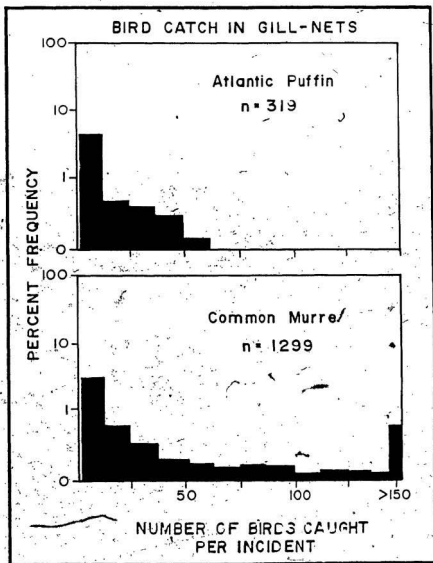 BIRD CATCH IN GILL-NETS
100
Atlantic Puffin
n = 319
10
1
0
PERCENT FREQUENCY
100
Common Murre
n = 1299
10
1
0
50 100 >150
NUMBER OF BIRDS CAUGHT
PER INCIDENT